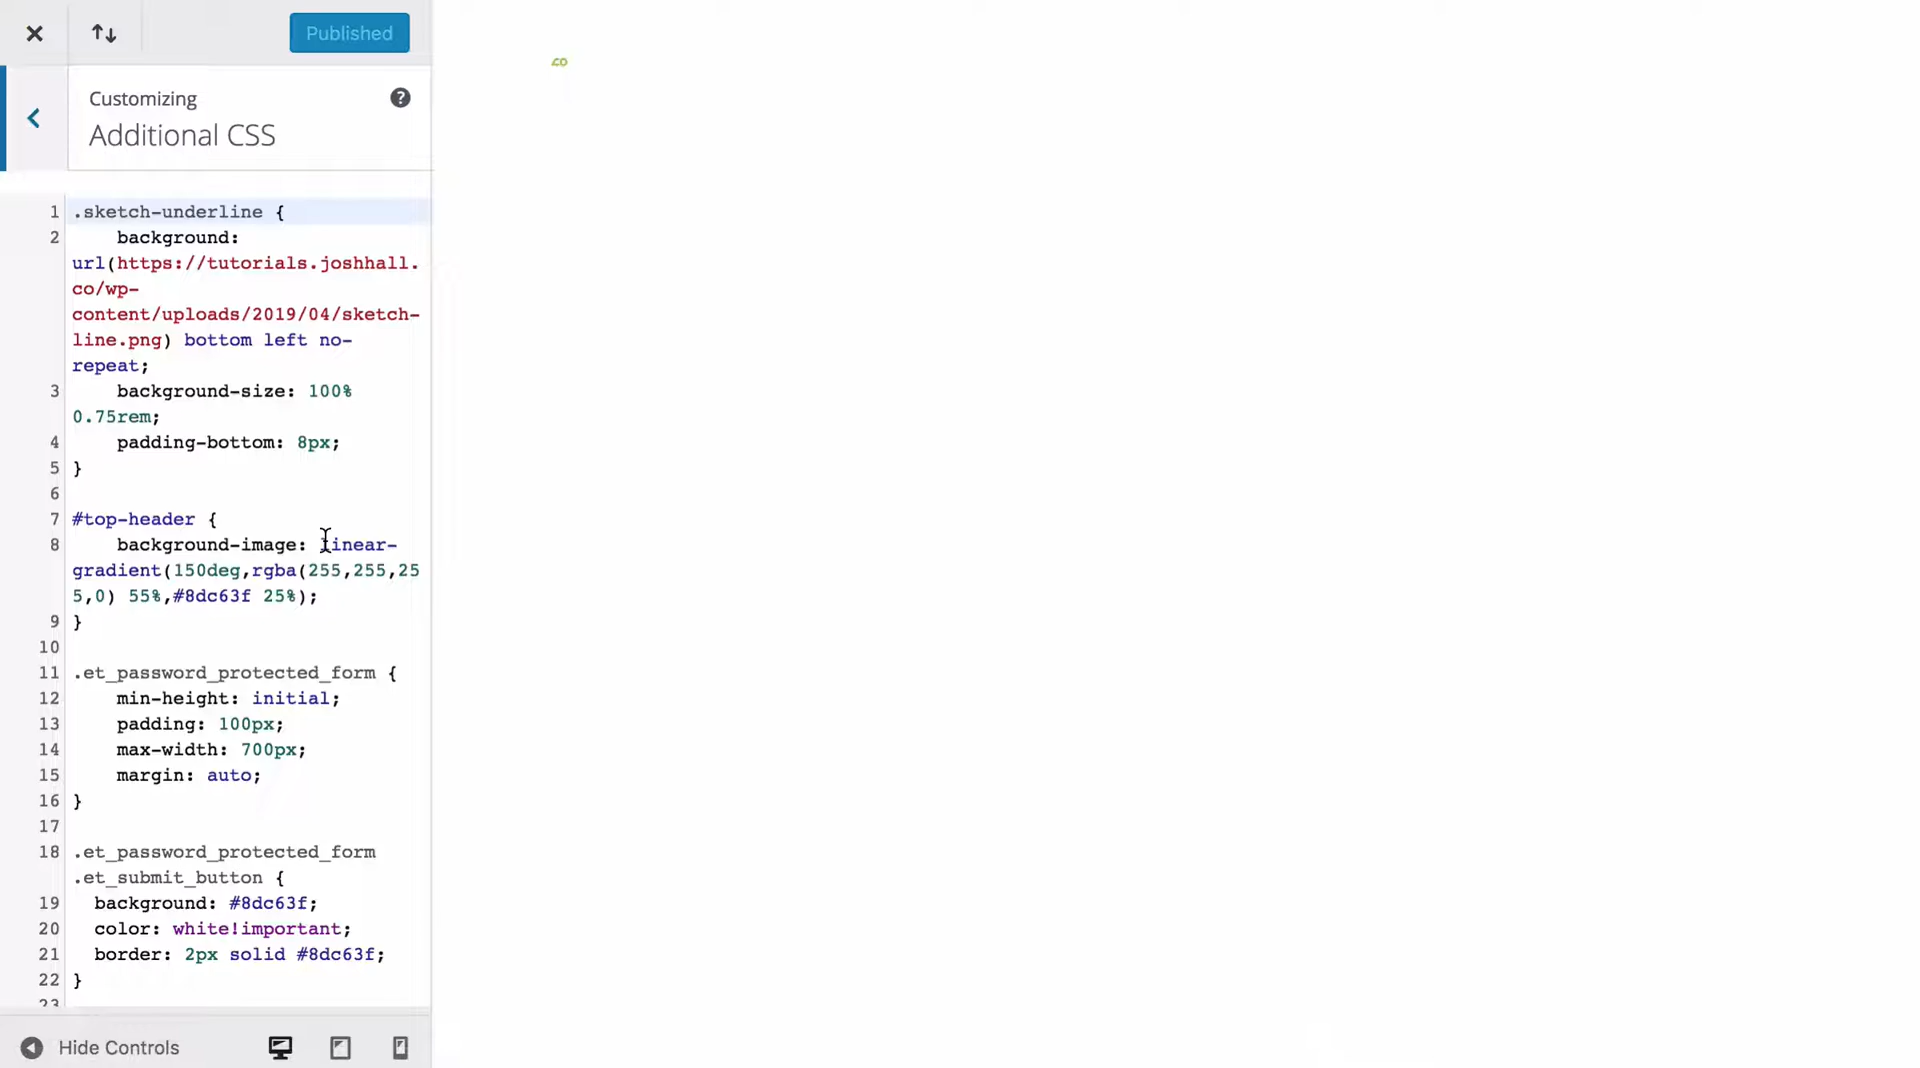 Published
.co
Customizing
Additional CSS
1 .sketch-underline {
2 background:
url(https://tutorials.joshhall.
co/wp-
content/uploads/2019/04/sketch-
line.png) bottom left no-
repeat;
3 background-size: 100%
0.75rem;
4 padding-bottom: 8px;
5 }
6
7 #top-header {
8 background-image: linear-
gradient(150deg,rgba(255,255,25
5,0) 55%,#8dc63f 25%);
9 }
10
11 .et_password_protected_form {
12 min-height: initial;
13 padding: 100px;
14 max-width: 700px;
15 margin: auto;
16 }
17
18 .et_password_protected_form
.et_submit_button {
19 background: #8dc63f;
20 color: white!important;
21 border: 2px solid #8dc63f;
22 }
23
Hide Controls